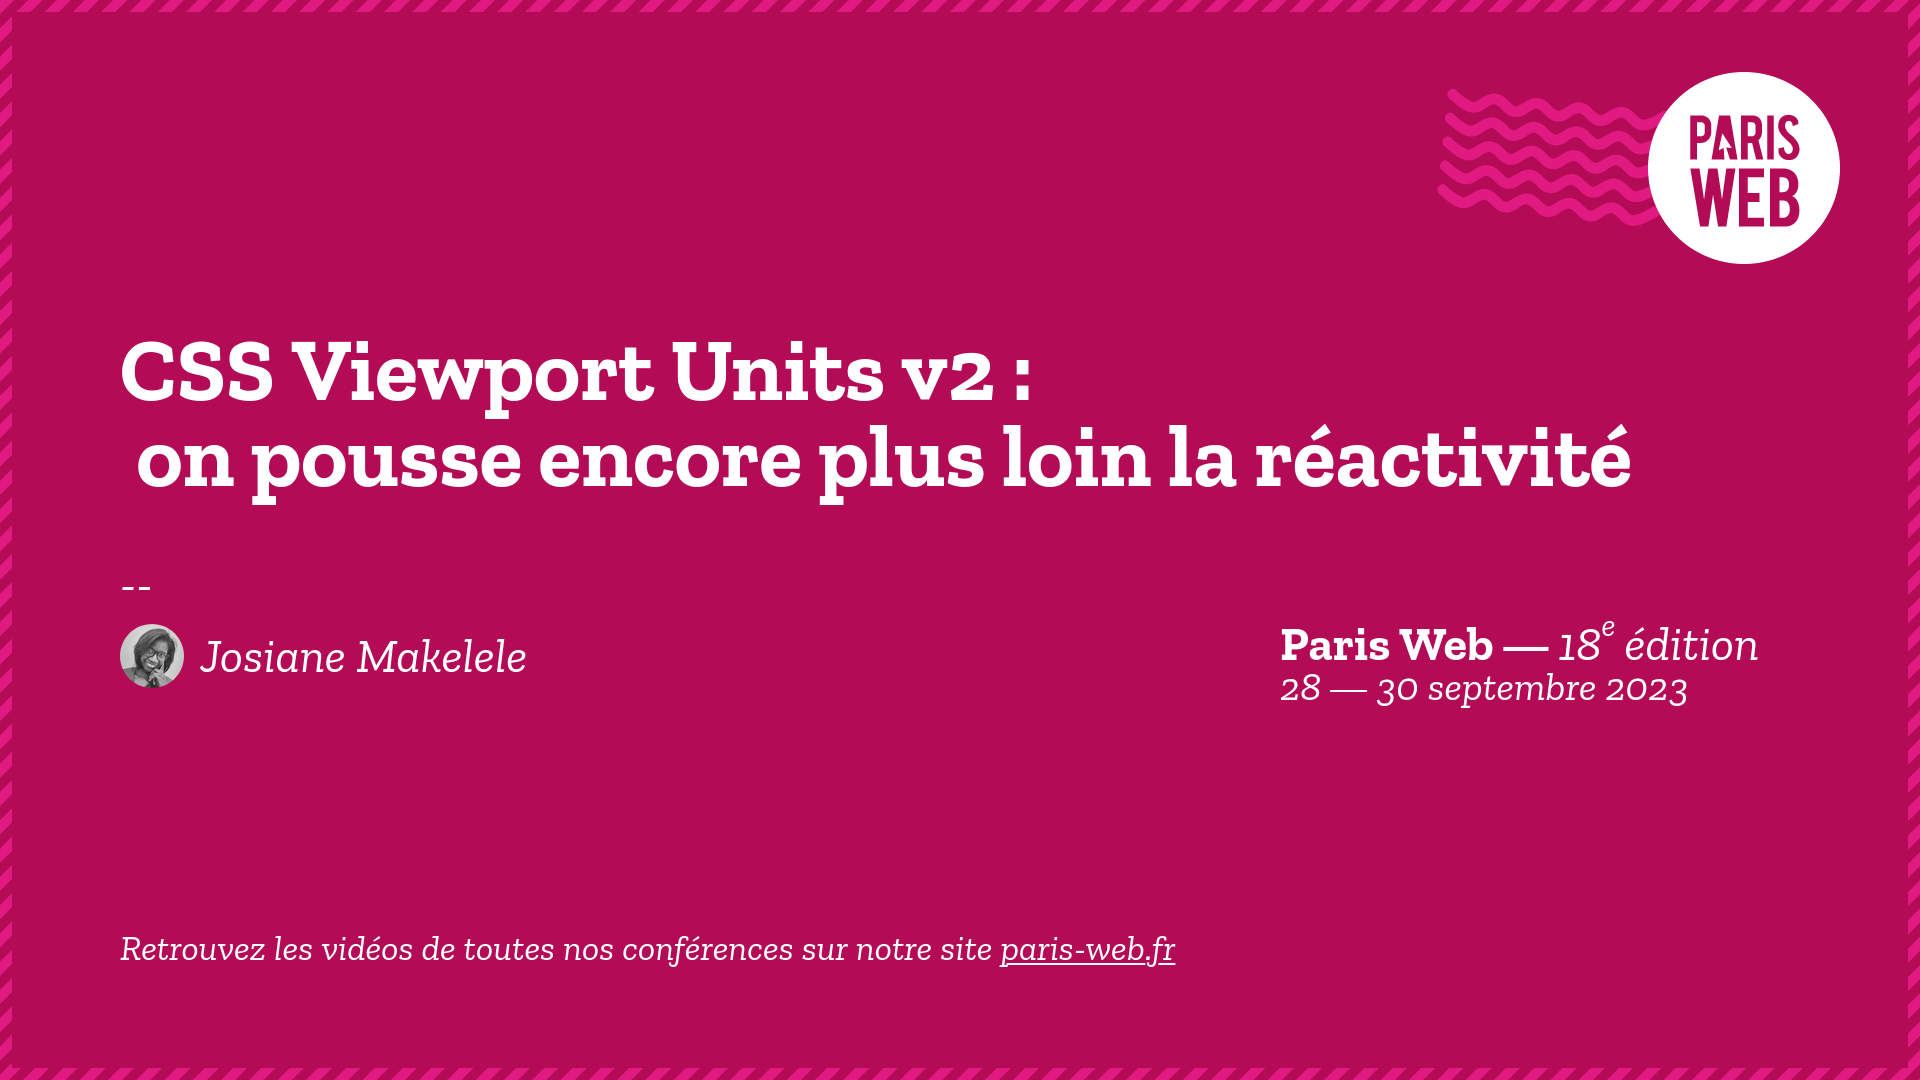 PARIS
WEB
CSS Viewport Units v2 :
on pousse encore plus loin la réactivité
--
Josiane Makelele
Paris Web — 18e édition
28 — 30 septembre 2023
Retrouvez les vidéos de toutes nos conférences sur notre site paris-web.fr